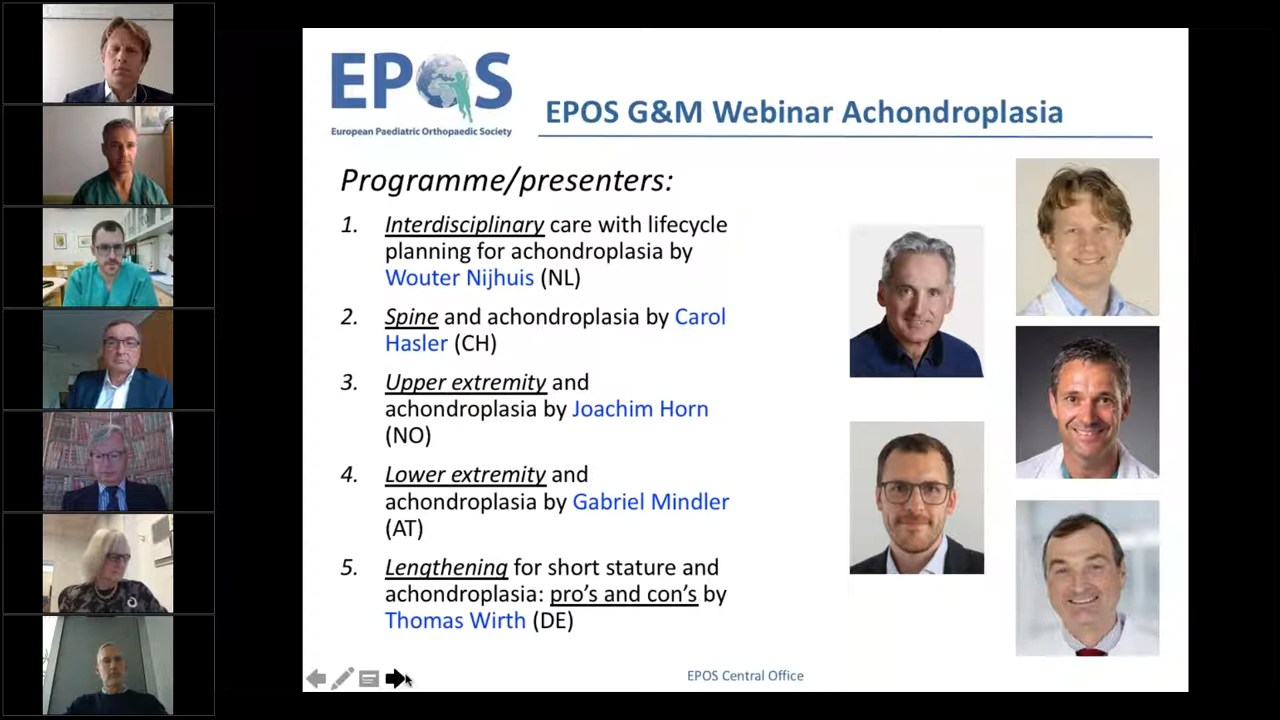 EPOS
European Paediatric Orthopaedic Society
EPOS G&M Webinar Achondroplasia
Programme/presenters:
1. Interdisciplinary care with lifecycle
planning for achondroplasia by
Wouter Nijhuis (NL)
2. Spine and achondroplasia by Carol
Hasler (CH)
3. Upper extremity and
achondroplasia by Joachim Horn
(NO)
4. Lower extremity and
achondroplasia by Gabriel Mindler
(AT)
5. Lengthening for short stature and
achondroplasia: pro's and con's by
Thomas Wirth (DE)
EPOS Central Office